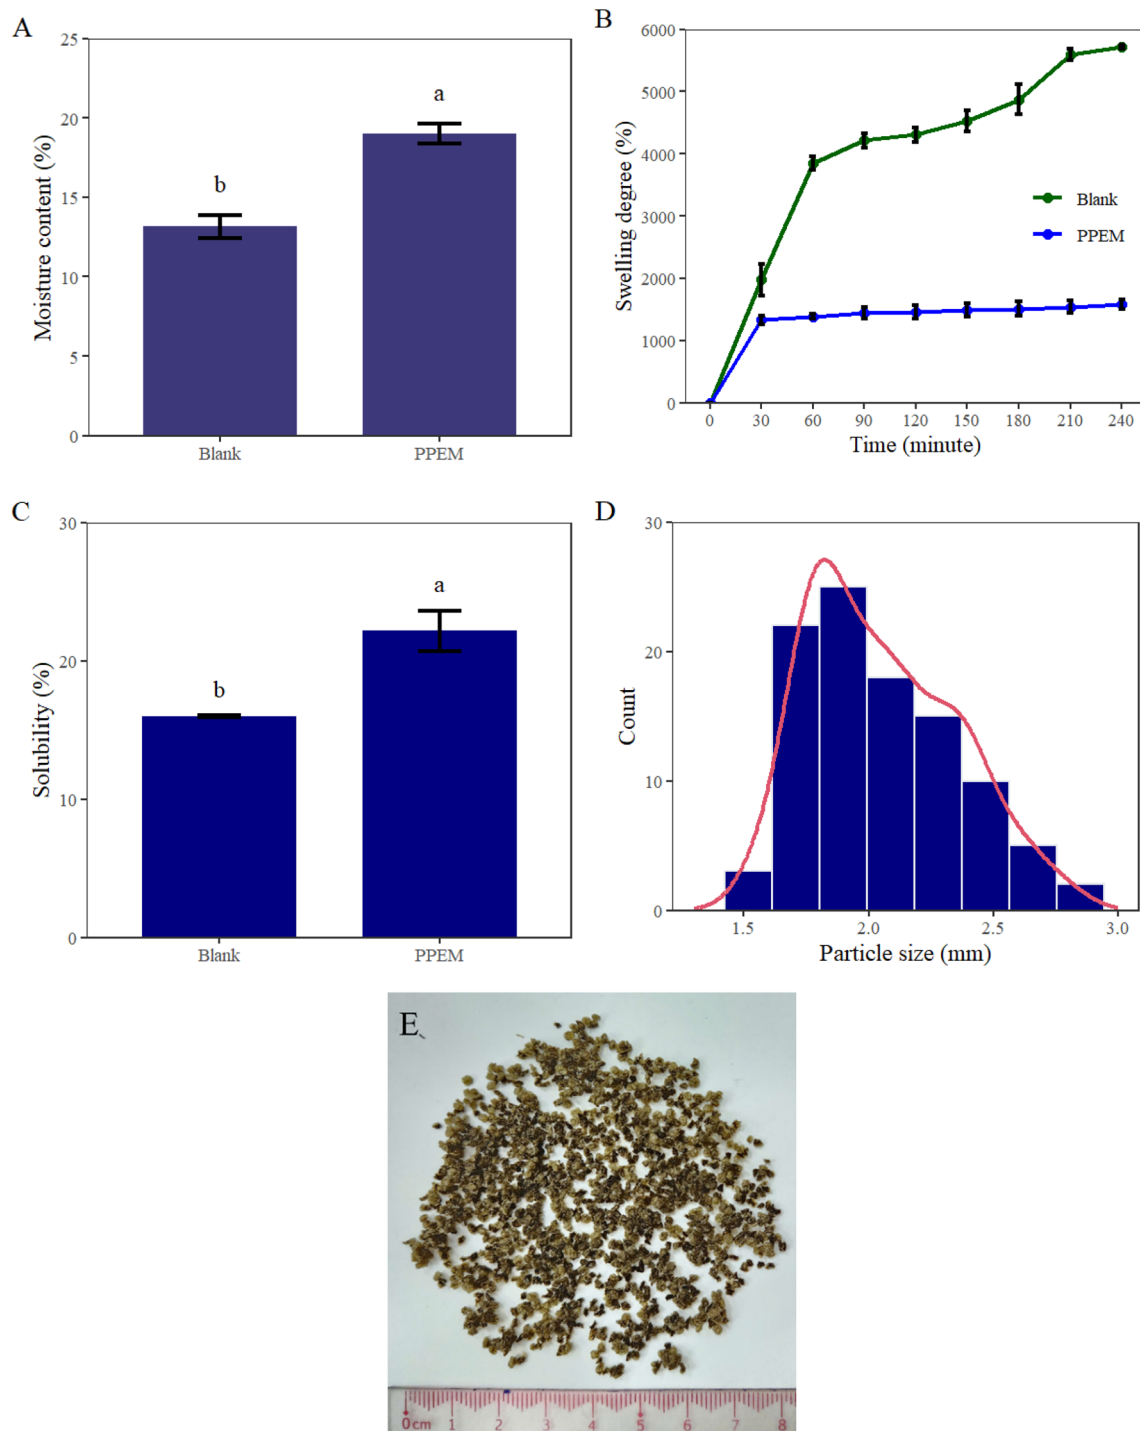 A
Moisture content (%)
25
20
15
10
5
0
b
a
Blank
PPEM
B
Swelling degree (%)
6000
5000
4000
3000
2000
1000
0
Blank
PPEM
0 30 60 90 120 150 180 210 240
Time (minute)
C
Solubility (%)
30
20
10
0
b
a
Blank
PPEM
D
Count
30
20
10
0
1.5 2.0 2.5 3.0
Particle size (mm)
E
0cm 1 2 3 4 5 6 7 8